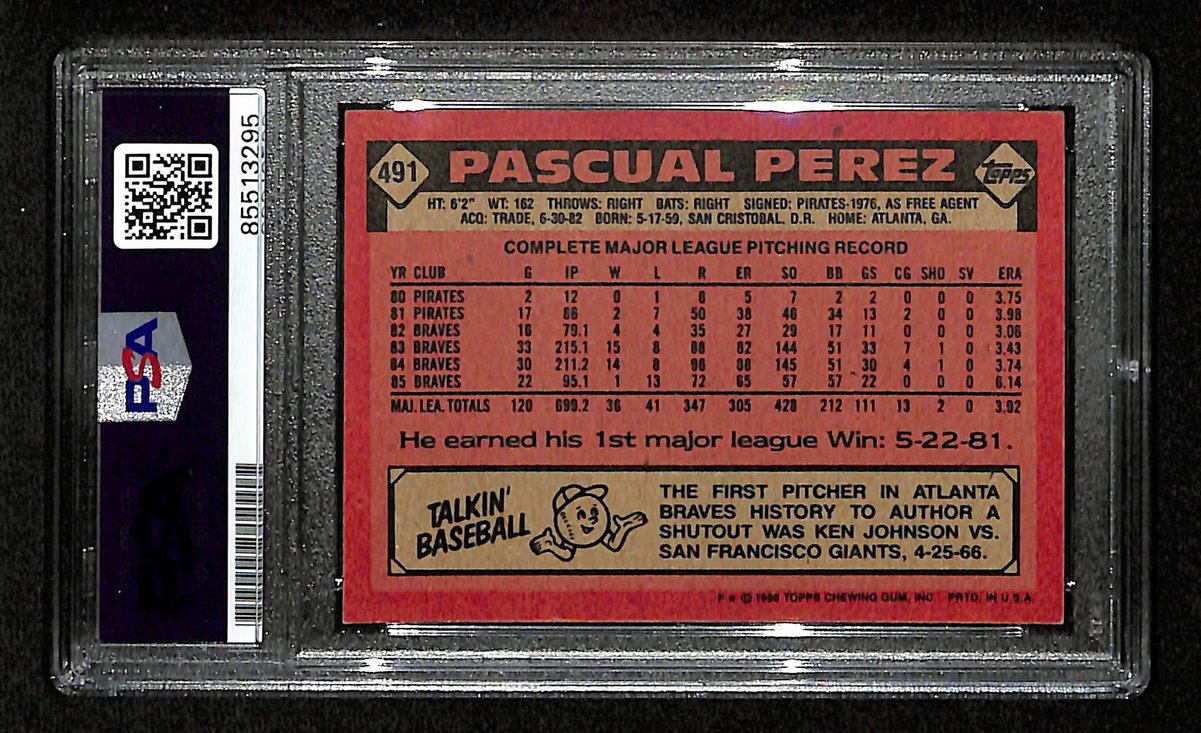 85513295
PSA
491 PASCUAL PEREZ topps
HT: 6'2" WT: 162 THROWS: RIGHT BATS: RIGHT SIGNED: PIRATES-1976, AS FREE AGENT
ACQ: TRADE, 6-30-82 BORN: 5-17-59, SAN CRISTOBAL, D.R. HOME: ATLANTA, GA.
COMPLETE MAJOR LEAGUE PITCHING RECORD
YR CLUB G IP W L R ER SO BB GS CG SHO SV ERA
80 PIRATES 2 12 0 1 5 7 2 2 0 0 0 3.75
81 PIRATES 17 86 2 7 50 38 46 34 13 2 0 0 3.98
82 BRAVES 16 79.1 4 4 35 27 29 17 11 0 0 0 3.06
83 BRAVES 33 215.1 15 8 88 82 144 51 33 7 1 0 3.43
84 BRAVES 30 211.2 14 8 96 88 145 51 30 4 1 0 3.74
85 BRAVES 22 95.1 1 13 72 65 57 57 22 0 0 0 6.14
MAJ. LEA. TOTALS 120 699.2 36 41 347 305 428 212 111 13 2 0 3.92
He earned his 1st major league Win: 5-22-81.
TALKIN'
BASEBALL
THE FIRST PITCHER IN ATLANTA
BRAVES HISTORY TO AUTHOR A
SHUTOUT WAS KEN JOHNSON VS.
SAN FRANCISCO GIANTS, 4-25-66.
© 1986 TOPPS CHEWING GUM, INC. PRTD. IN U.S.A.